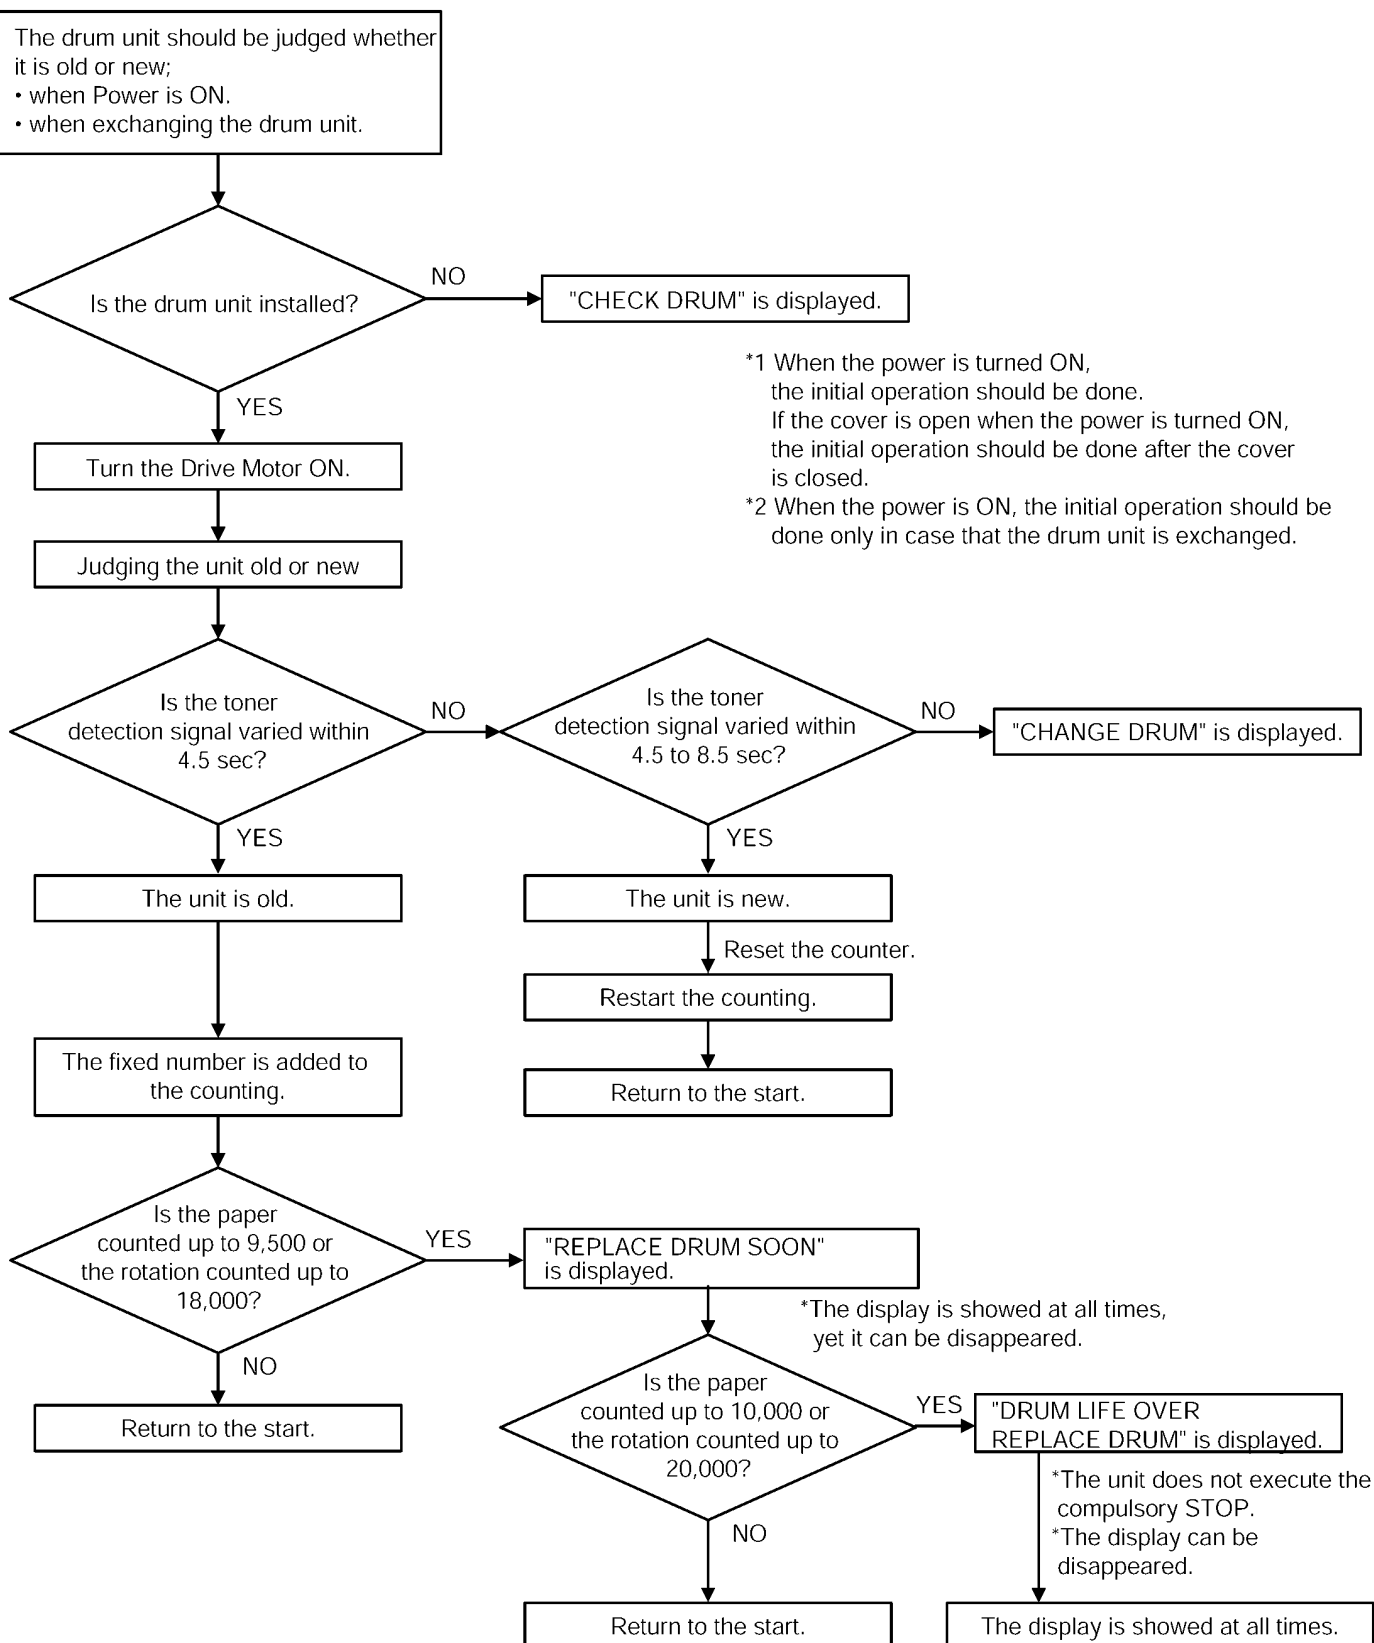 The drum unit should be judged whether
it is old or new;
• when Power is ON.
• when exchanging the drum unit.
Is the drum unit installed?
NO
"CHECK DRUM" is displayed.
*1 When the power is turned ON,
the initial operation should be done.
If the cover is open when the power is turned ON,
the initial operation should be done after the cover
is closed.
*2 When the power is ON, the initial operation should be
done only in case that the drum unit is exchanged.
YES
Turn the Drive Motor ON.
Judging the unit old or new
Is the toner
detection signal varied within
4.5 sec?
NO
Is the toner
detection signal varied within
4.5 to 8.5 sec?
NO
"CHANGE DRUM" is displayed.
YES
The unit is old.
YES
The unit is new.
Reset the counter.
Restart the counting.
Return to the start.
The fixed number is added to
the counting.
Is the paper
counted up to 9,500 or
the rotation counted up to
18,000?
YES
"REPLACE DRUM SOON"
is displayed.
*The display is showed at all times,
yet it can be disappeared.
NO
Return to the start.
Is the paper
counted up to 10,000 or
the rotation counted up to
20,000?
YES
"DRUM LIFE OVER
REPLACE DRUM" is displayed.
*The unit does not execute the
compulsory STOP.
*The display can be
disappeared.
NO
Return to the start.
The display is showed at all times.